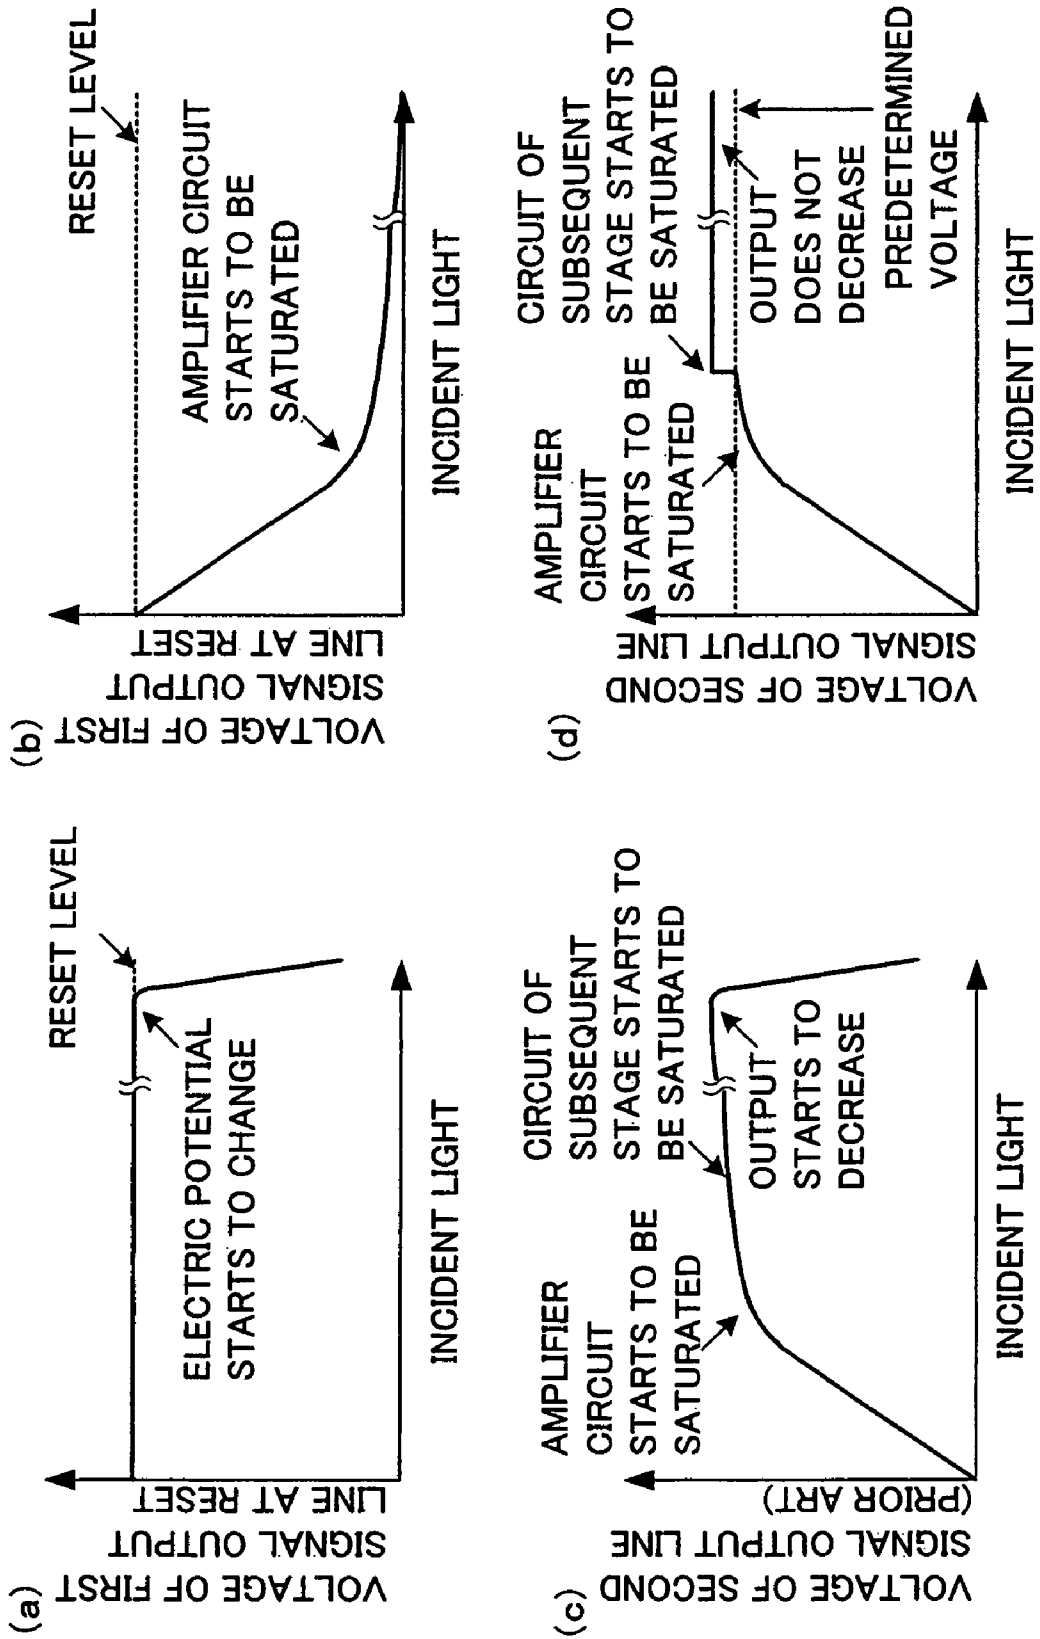 (a)
VOLTAGE OF FIRST
SIGNAL OUTPUT
LINE AT RESET
RESET LEVEL
ELECTRIC POTENTIAL
STARTS TO CHANGE
INCIDENT LIGHT
(b)
VOLTAGE OF FIRST
SIGNAL OUTPUT
LINE AT RESET
RESET LEVEL
AMPLIFIER CIRCUIT
STARTS TO BE
SATURATED
INCIDENT LIGHT
(c)
VOLTAGE OF SECOND
SIGNAL OUTPUT LINE
(PRIOR ART)
AMPLIFIER
CIRCUIT
STARTS TO BE
SATURATED
CIRCUIT OF
SUBSEQUENT
STAGE STARTS TO
BE SATURATED
OUTPUT
STARTS TO
DECREASE
INCIDENT LIGHT
(d)
VOLTAGE OF SECOND
SIGNAL OUTPUT LINE
AMPLIFIER
CIRCUIT
STARTS TO BE
SATURATED
CIRCUIT OF
SUBSEQUENT
STAGE STARTS TO
BE SATURATED
OUTPUT
DOES NOT
DECREASE
PREDETERMINED
VOLTAGE
INCIDENT LIGHT